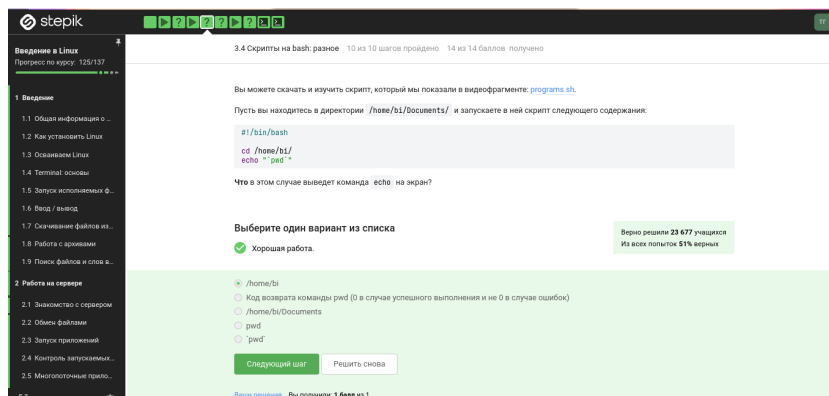 stepik
тг
Введение в Linux
Прогресс по курсу: 125/137
3.4 Скрипты на bash: разное 10 из 10 шагов пройдено 14 из 14 баллов получено
1 Введение
1.1 Общая информация о ...
1.2 Как установить Linux
1.3 Осваиваем Linux
1.4 Terminal: основы
1.5 Запуск исполняемых ф...
1.6 Ввод / вывод
1.7 Скачивание файлов из...
1.8 Работа с архивами
1.9 Поиск файлов и слов в...
2 Работа на сервере
2.1 Знакомство с сервером
2.2 Обмен файлами
2.3 Запуск приложений
2.4 Контроль запускаемых...
2.5 Многопоточные прило...
Вы можете скачать и изучить скрипт, который мы показали в видеофрагменте: programs.sh.
Пусть вы находитесь в директории /home/bi/Documents/ и запускаете в ней скрипт следующего содержания:
#!/bin/bash
cd /home/bi/
echo "`pwd`"
Что в этом случае выведет команда echo на экран?
Выберите один вариант из списка
Хорошая работа.
Верно решили 23 677 учащихся
Из всех попыток 51% верных
/home/bi
Код возврата команды pwd (0 в случае успешного выполнения и не 0 в случае ошибок)
/home/bi/Documents
pwd
`pwd`
Следующий шаг
Решить снова
Ваши решения Вы получили: 1 балл из 1